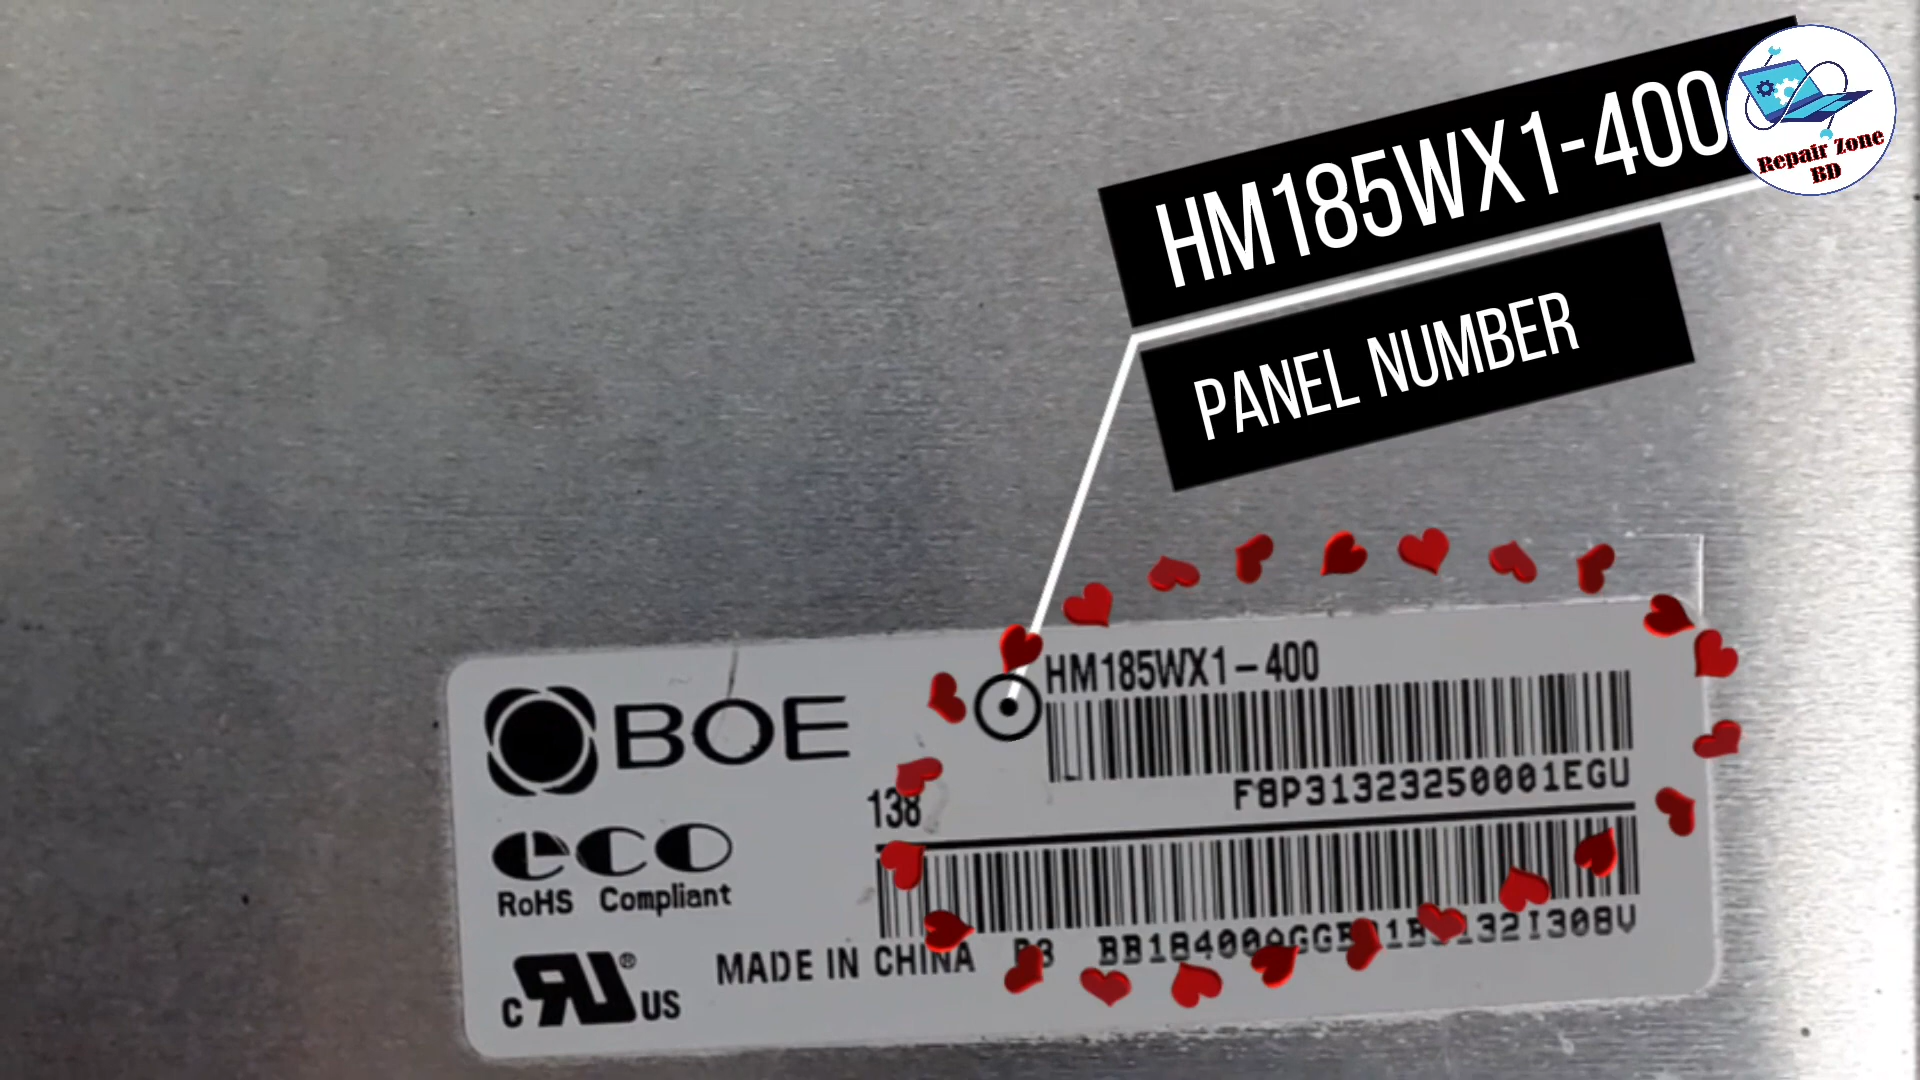 HM185WX1-400
Repair Zone
BD
PANEL NUMBER
HM185WX1-400
BOE
F8P31323250001EGU
138
eco
RoHS Compliant
MADE IN CHINA
c RU ® US